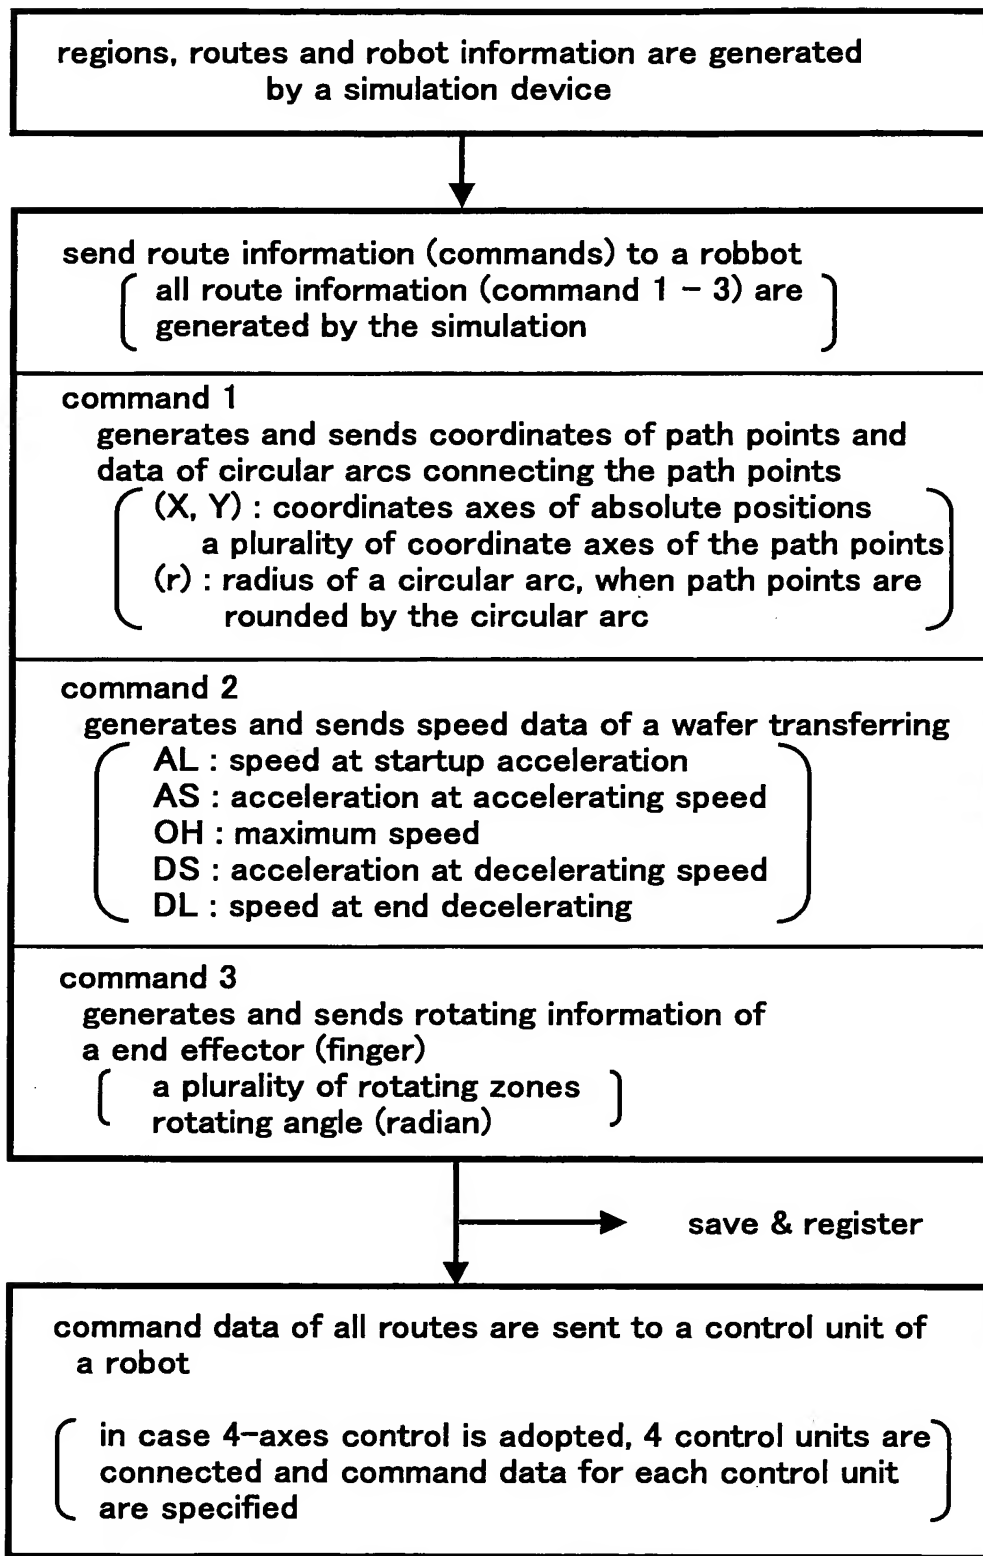 regions, routes and robot information are generated
by a simulation device
send route information (commands) to a robbot
all route information (command 1 − 3) are
generated by the simulation
command 1
generates and sends coordinates of path points and
data of circular arcs connecting the path points
(X, Y) : coordinates axes of absolute positions
a plurality of coordinate axes of the path points
(r) : radius of a circular arc, when path points are
rounded by the circular arc
command 2
generates and sends speed data of a wafer transferring
AL : speed at startup acceleration
AS : acceleration at accelerating speed
OH : maximum speed
DS : acceleration at decelerating speed
DL : speed at end decelerating
command 3
generates and sends rotating information of
a end effector (finger)
a plurality of rotating zones
rotating angle (radian)
save & register
command data of all routes are sent to a control unit of
a robot
in case 4-axes control is adopted, 4 control units are
connected and command data for each control unit
are specified